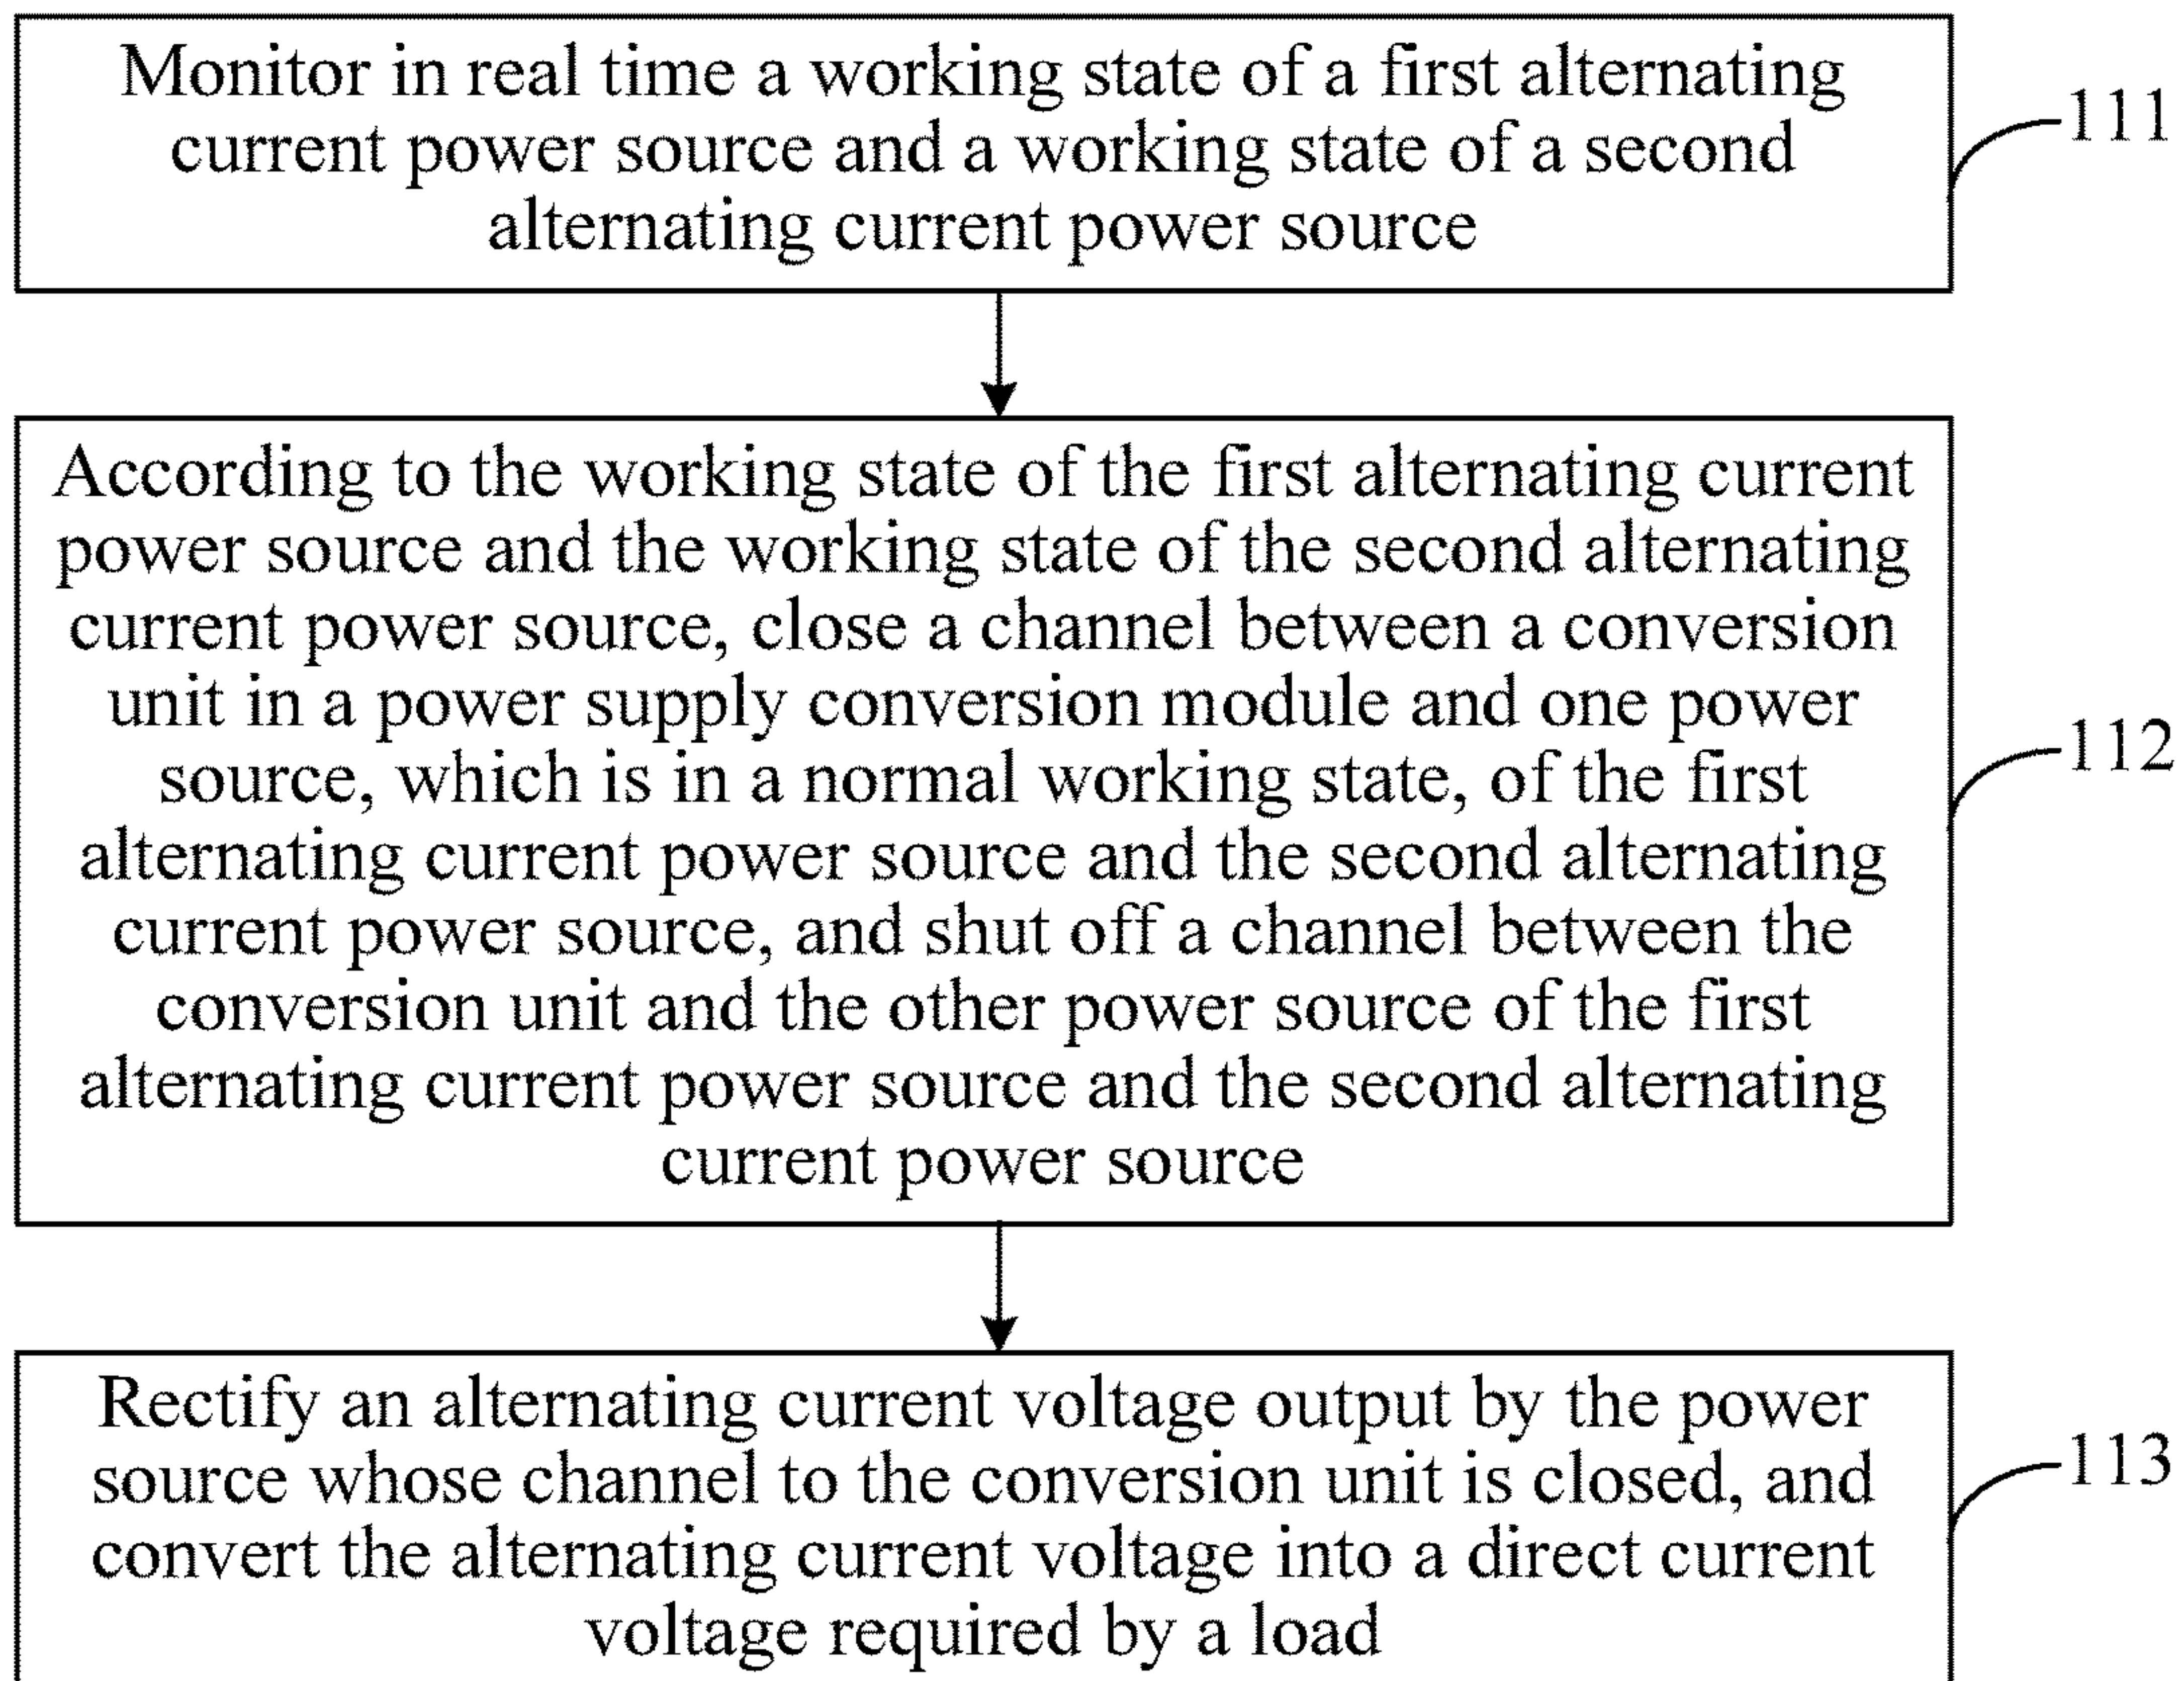 Monitor in real time a working state of a first alternating
current power source and a working state of a second
alternating current power source
111
According to the working state of the first alternating current
power source and the working state of the second alternating
current power source, close a channel between a conversion
unit in a power supply conversion module and one power
source, which is in a normal working state, of the first
alternating current power source and the second alternating
current power source, and shut off a channel between the
conversion unit and the other power source of the first
alternating current power source and the second alternating
current power source
112
Rectify an alternating current voltage output by the power
source whose channel to the conversion unit is closed, and
convert the alternating current voltage into a direct current
voltage required by a load
113